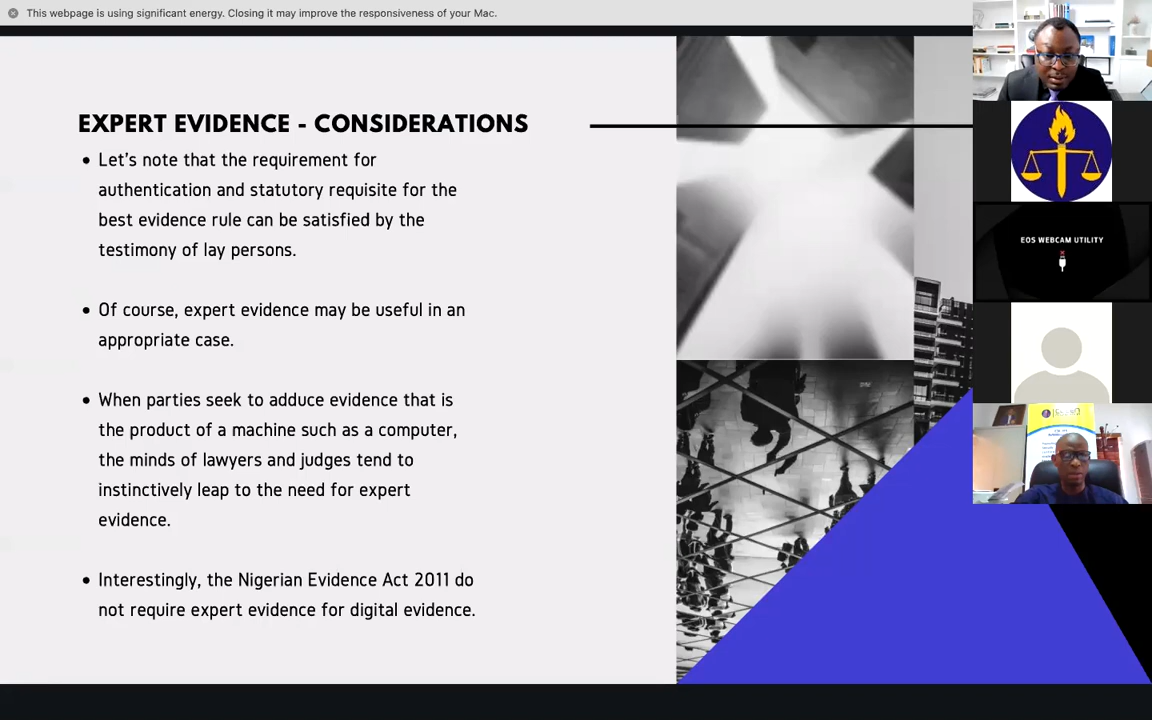 This webpage is using significant energy. Closing it may improve the responsiveness of your Mac.
EXPERT EVIDENCE - CONSIDERATIONS
• Let's note that the requirement for
authentication and statutory requisite for the
best evidence rule can be satisfied by the
testimony of lay persons.
• Of course, expert evidence may be useful in an
appropriate case.
• When parties seek to adduce evidence that is
the product of a machine such as a computer,
the minds of lawyers and judges tend to
instinctively leap to the need for expert
evidence.
• Interestingly, the Nigerian Evidence Act 2011 do
not require expert evidence for digital evidence.
EOS WEBCAM UTILITY